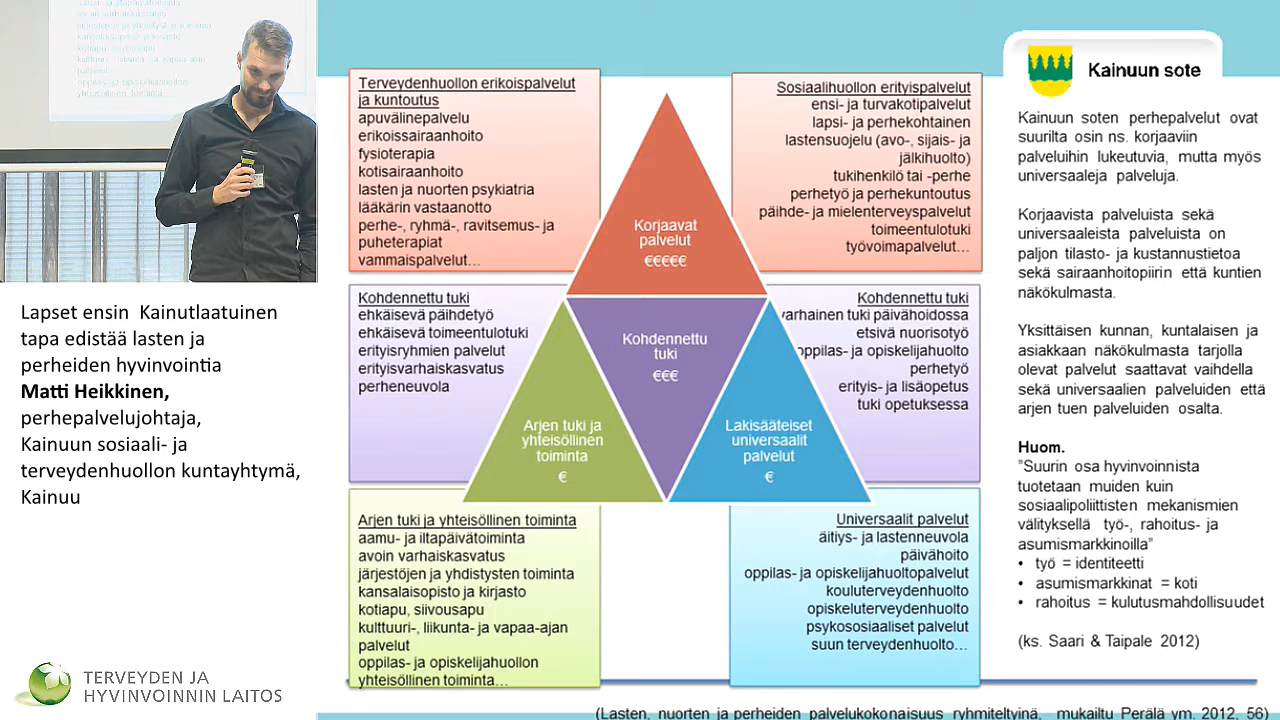 Lapset ensin Kainutlaatuinen
tapa edistää lasten ja
perheiden hyvinvointia
Matti Heikkinen,
perhepalvelujohtaja,
Kainuun sosiaali- ja
terveydenhuollon kuntayhtymä,
Kainuu
TERVEYDEN JA
HYVINVOINNIN LAITOS
Terveydenhuollon erikoispalvelut
ja kuntoutus
apuvälinepalvelu
erikoissairaanhoito
fysioterapia
kotisairaanhoito
lasten ja nuorten psykiatria
lääkärin vastaanotto
perhe-, ryhmä-, ravitsemus- ja
puheterapiat
vammaispalvelut...
Sosiaalihuollon erityispalvelut
ensi- ja turvakotipalvelut
lapsi- ja perhekohtainen
lastensuojelu (avo-, sijais- ja
jälkihuolto)
tukihenkilö tai -perhe
perhetyö ja perhekuntoutus
päihde- ja mielenterveyspalvelut
toimeentulotuki
työvoimapalvelut...
Korjaavat
palvelut
€€€€€
Kohdennettu tuki
ehkäisevä päihdetyö
ehkäisevä toimeentulotuki
erityisryhmien palvelut
erityisvarhaiskasvatus
perheneuvola
Kohdennettu
tuki
€€€
Kohdennettu tuki
varhainen tuki päivähoidossa
etsivä nuorisotyö
oppilas- ja opiskelijahuolto
perhetyö
erityis- ja lisäopetus
tuki opetuksessa
Arjen tuki ja
yhteisöllinen
toiminta
€
Lakisääteiset
universaalit
palvelut
€
Arjen tuki ja yhteisöllinen toiminta
aamu- ja iltapäivätoiminta
avoin varhaiskasvatus
järjestöjen ja yhdistysten toiminta
kansalaisopisto ja kirjasto
kotiapu, siivousapu
kulttuuri-, liikunta- ja vapaa-ajan
palvelut
oppilas- ja opiskelijahuollon
yhteisöllinen toiminta...
Universaalit palvelut
äitiys- ja lastenneuvola
päivähoito
oppilas- ja opiskelijahuoltopalvelut
kouluterveydenhuolto
opiskeluterveydenhuolto
psykososiaaliset palvelut
suun terveydenhuolto...
Kainuun sote
Kainuun soten perhepalvelut ovat
suurilta osin ns. korjaaviin
palveluihin lukeutuvia, mutta myös
universaaleja palveluja.
Korjaavista palveluista sekä
universaaleista palveluista on
paljon tilasto- ja kustannustietoa
sekä sairaanhoitopiirin että kuntien
näkökulmasta.
Yksittäisen kunnan, kuntalaisen ja
asiakkaan näkökulmasta tarjolla
olevat palvelut saattavat vaihdella
sekä universaalien palveluiden että
arjen tuen palveluiden osalta.
Huom.
"Suurin osa hyvinvoinnista
tuotetaan muiden kuin
sosiaalipoliittisten mekanismien
välityksellä työ-, rahoitus- ja
asumismarkkinoilla"
• työ = identiteetti
• asumismarkkinat = koti
• rahoitus = kulutusmahdollisuudet
(ks. Saari & Taipale 2012)
(Lasten, nuorten ja perheiden palvelukokonaisuus ryhmiteltyinä, mukailtu Perälä ym. 2012, 56)